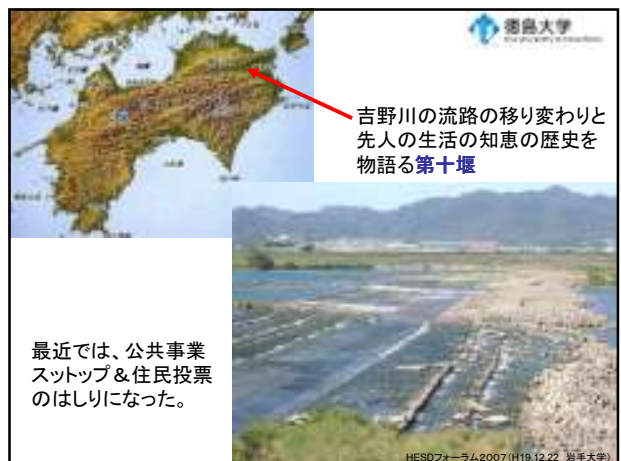 徳島大学
吉野川の流路の移り変わりと
先人の生活の知恵の歴史を
物語る第十堰
最近では、公共事業
スットップ&住民投票
のはしりになった。
HESDフォーラム2007(H19.12.22 岩手大学)